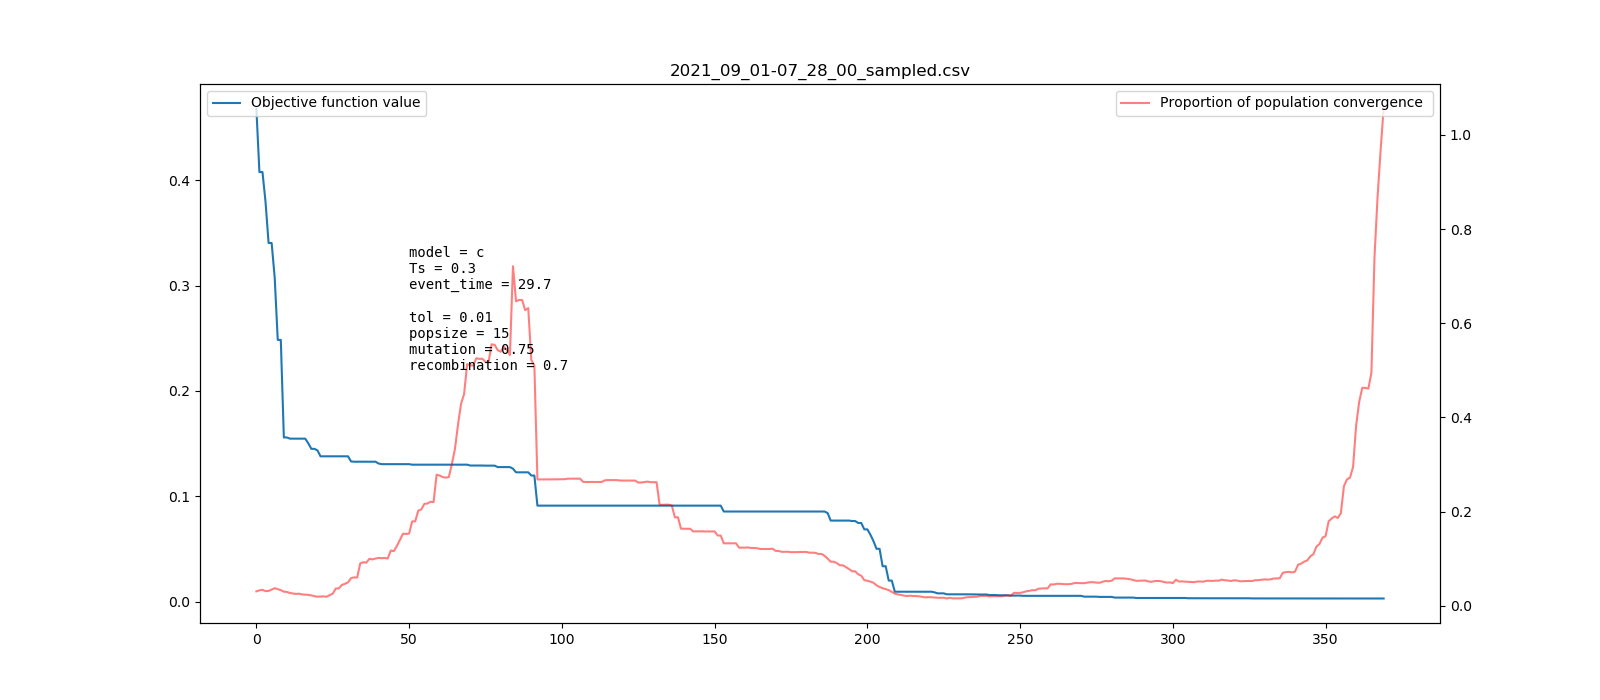 2021_09_01-07_28_00_sampled.csv
Objective function value
Proportion of population convergence
model = c
Ts = 0.3
event_time = 29.7
tol = 0.01
popsize = 15
mutation = 0.75
recombination = 0.7
0.4
0.3
0.2
0.1
0.0
1.0
0.8
0.6
0.4
0.2
0.0
0 50 100 150 200 250 300 350